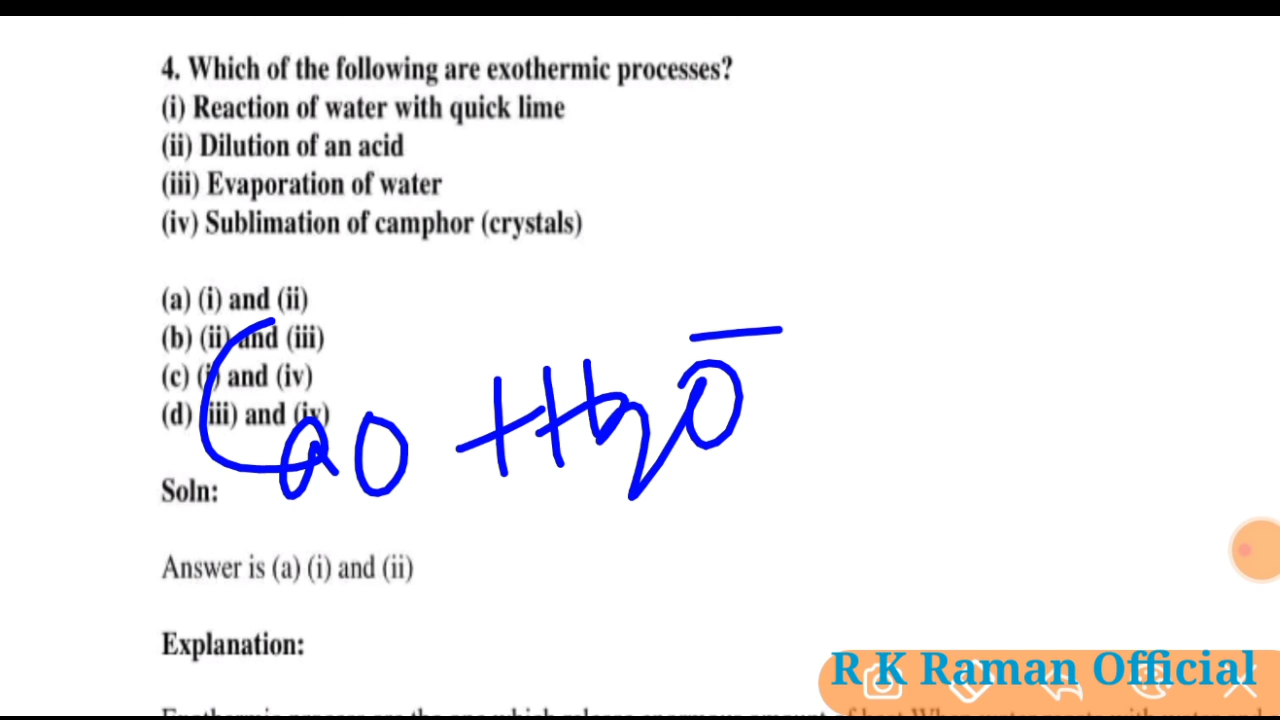 4. Which of the following are exothermic processes?
(i) Reaction of water with quick lime
(ii) Dilution of an acid
(iii) Evaporation of water
(iv) Sublimation of camphor (crystals)
(a) (i) and (ii)
(b) (ii) and (iii)
(c) (i) and (iv)
(d) (iii) and (iv)
CaO + H2O
Soln:
Answer is (a) (i) and (ii)
Explanation:
R K Raman Official